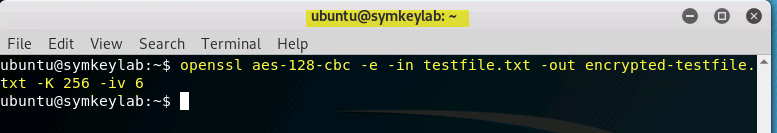 ubuntu@symkeylab: ~
File Edit View Search Terminal Help
ubuntu@symkeylab:~$ openssl aes-128-cbc -e -in testfile.txt -out encrypted-testfile.
txt -K 256 -iv 6
ubuntu@symkeylab:~$